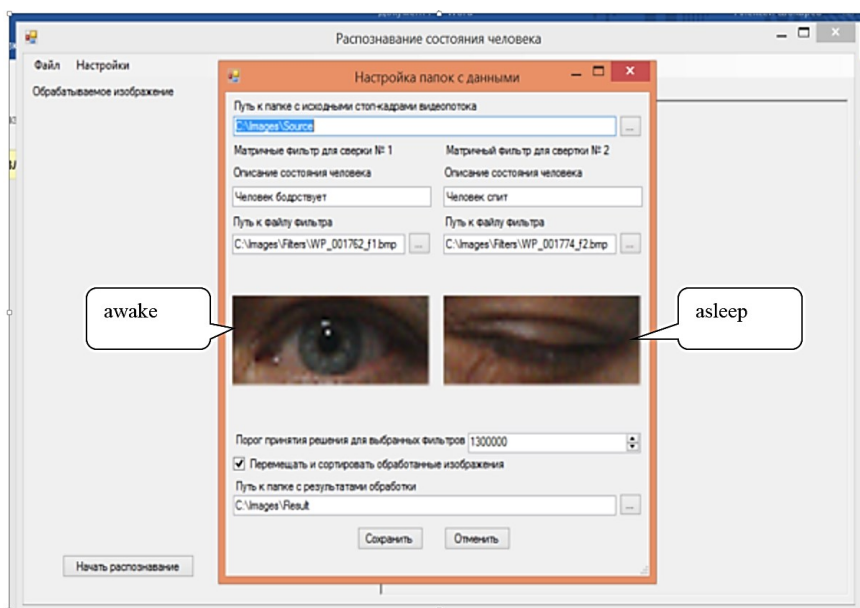 Распознавание состояния человека
Файл Настройки
Обрабатываемое изображение
Настройка папок с данными
Путь к папке с исходными стоп-кадрами видеопотока
C:\Images\Source
...
Матричные фильтр для сверки № 1
Матричный фильтр для свертки № 2
Описание состояния человека
Описание состояния человека
Человек бодрствует
Человек спит
Путь к файлу фильтра
Путь к файлу фильтра
C:\Images\Filters\WP_001762_f1.bmp
...
C:\Images\Filters\WP_001774_f2.bmp
...
awake
asleep
Порог принятия решения для выбранных фильтров 1300000
Перемещать и сортировать обработанные изображения
Путь к папке с результатами обработки
C:\Images\Result
...
Сохранить
Отменить
Начать распознавание